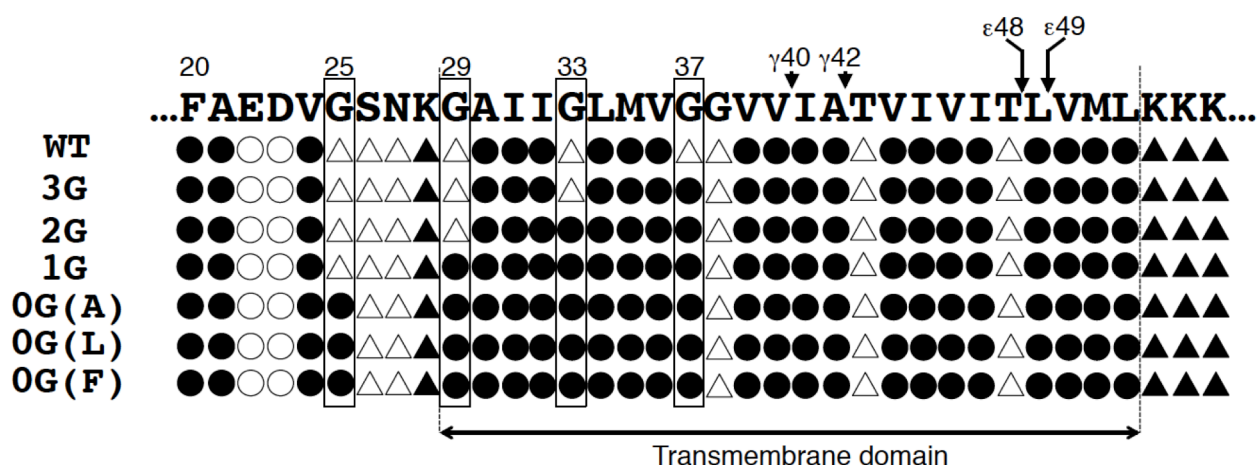 ε48 ε49
20 25 29 33 37 γ40 γ42
...FAEDVGSNKGAIIGLMVGGVVIATVIVITLVMLKKK...
WT
3G
2G
1G
0G(A)
0G(L)
0G(F)
Transmembrane domain